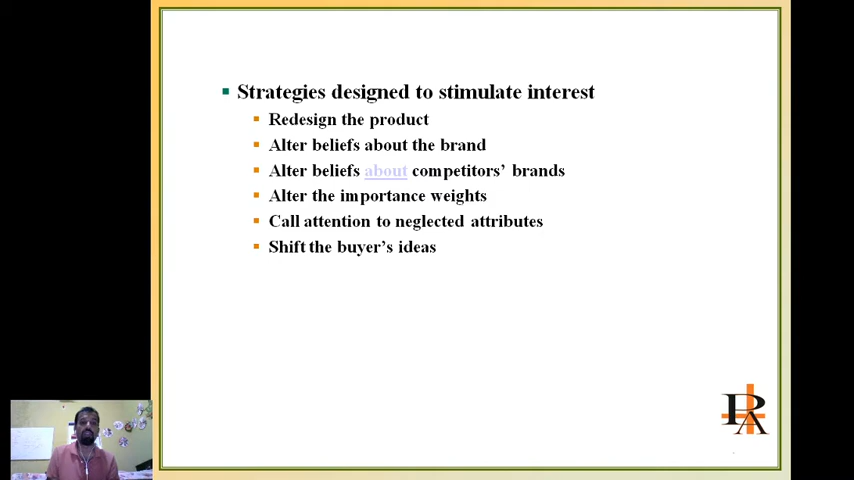 Strategies designed to stimulate interest
Redesign the product
Alter beliefs about the brand
Alter beliefs about competitors' brands
Alter the importance weights
Call attention to neglected attributes
Shift the buyer's ideas
PA